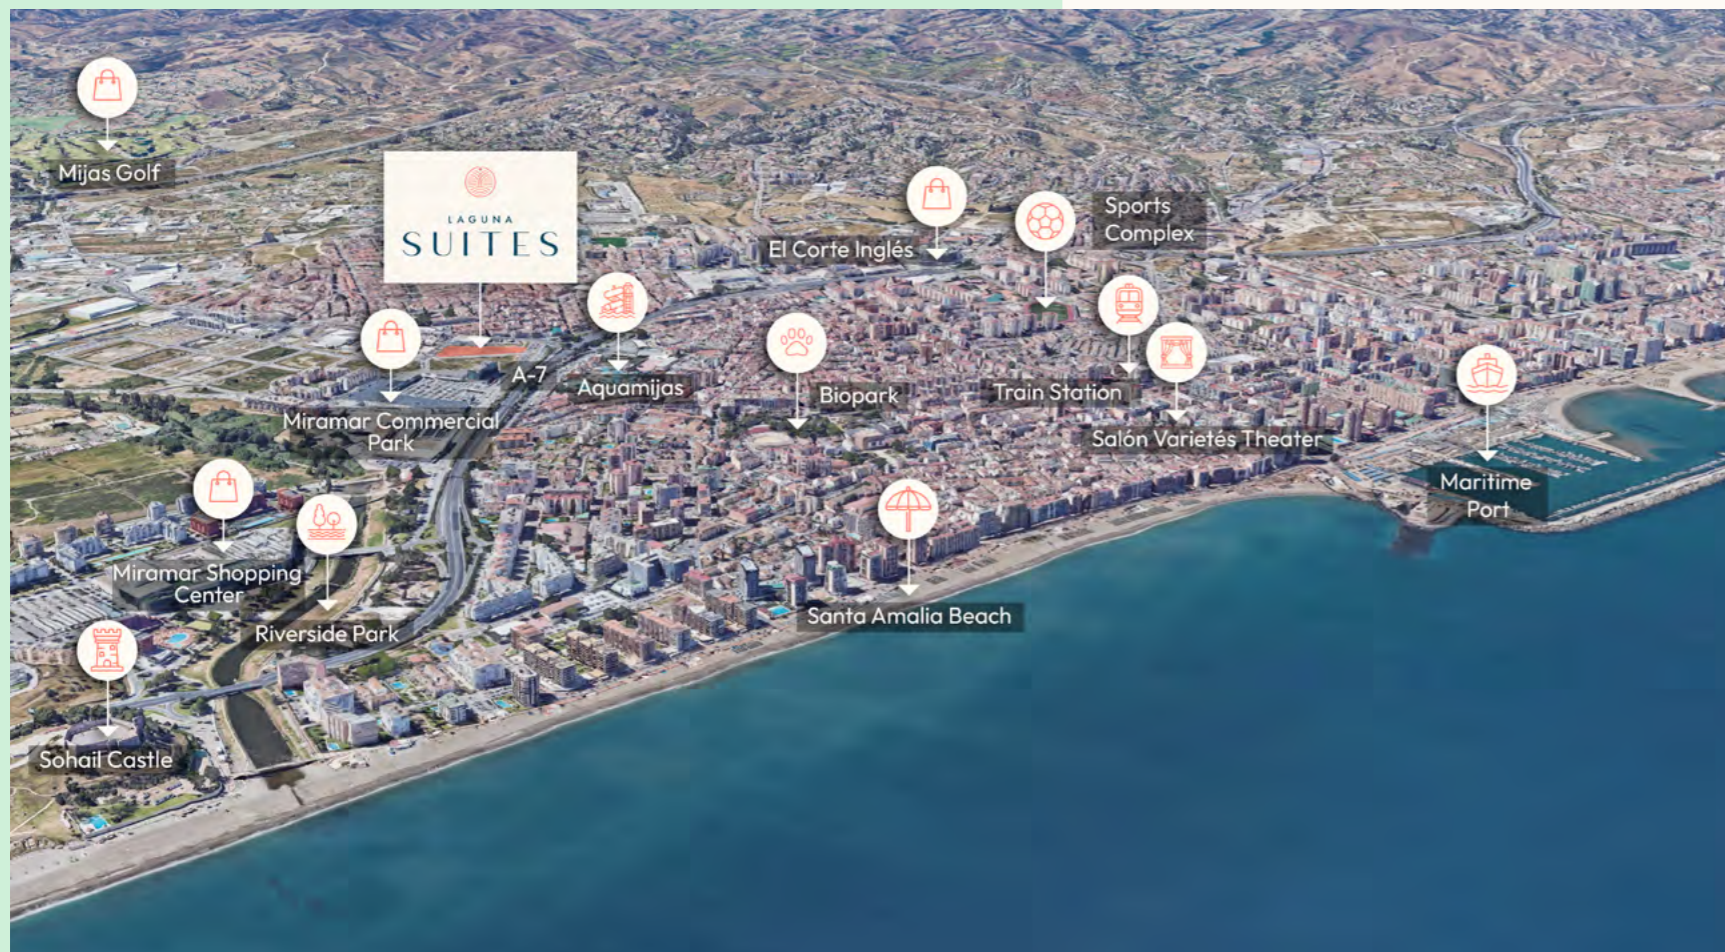 Mijas Golf
LAGUNA
SUITES
El Corte Inglés
Sports
Complex
A-7
Aquamijas
Biopark
Train Station
Miramar Commercial
Park
Salón Varietés Theater
Maritime
Port
Miramar Shopping
Center
Riverside Park
Santa Amalia Beach
Sohail Castle